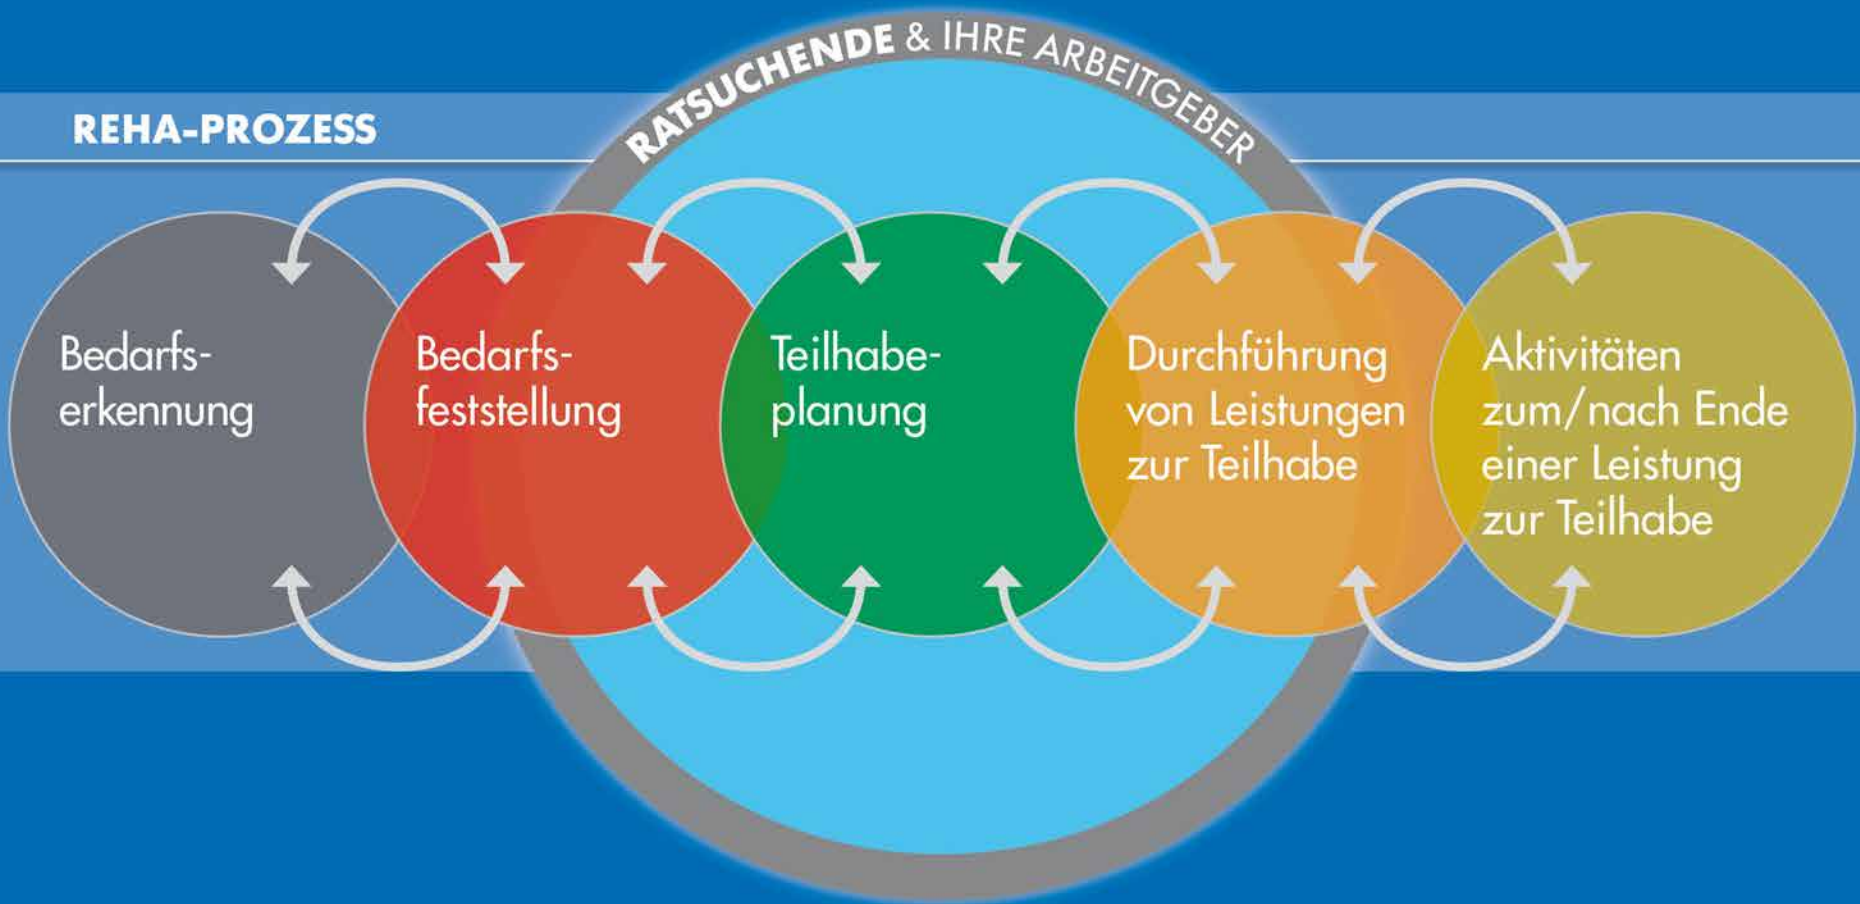 RATSUCHENDE & IHRE ARBEITGEBER
REHA-PROZESS
Bedarfs-
erkennung
Bedarfs-
feststellung
Teilhabe-
planung
Durchführung
von Leistungen
zur Teilhabe
Aktivitäten
zum/nach Ende
einer Leistung
zur Teilhabe